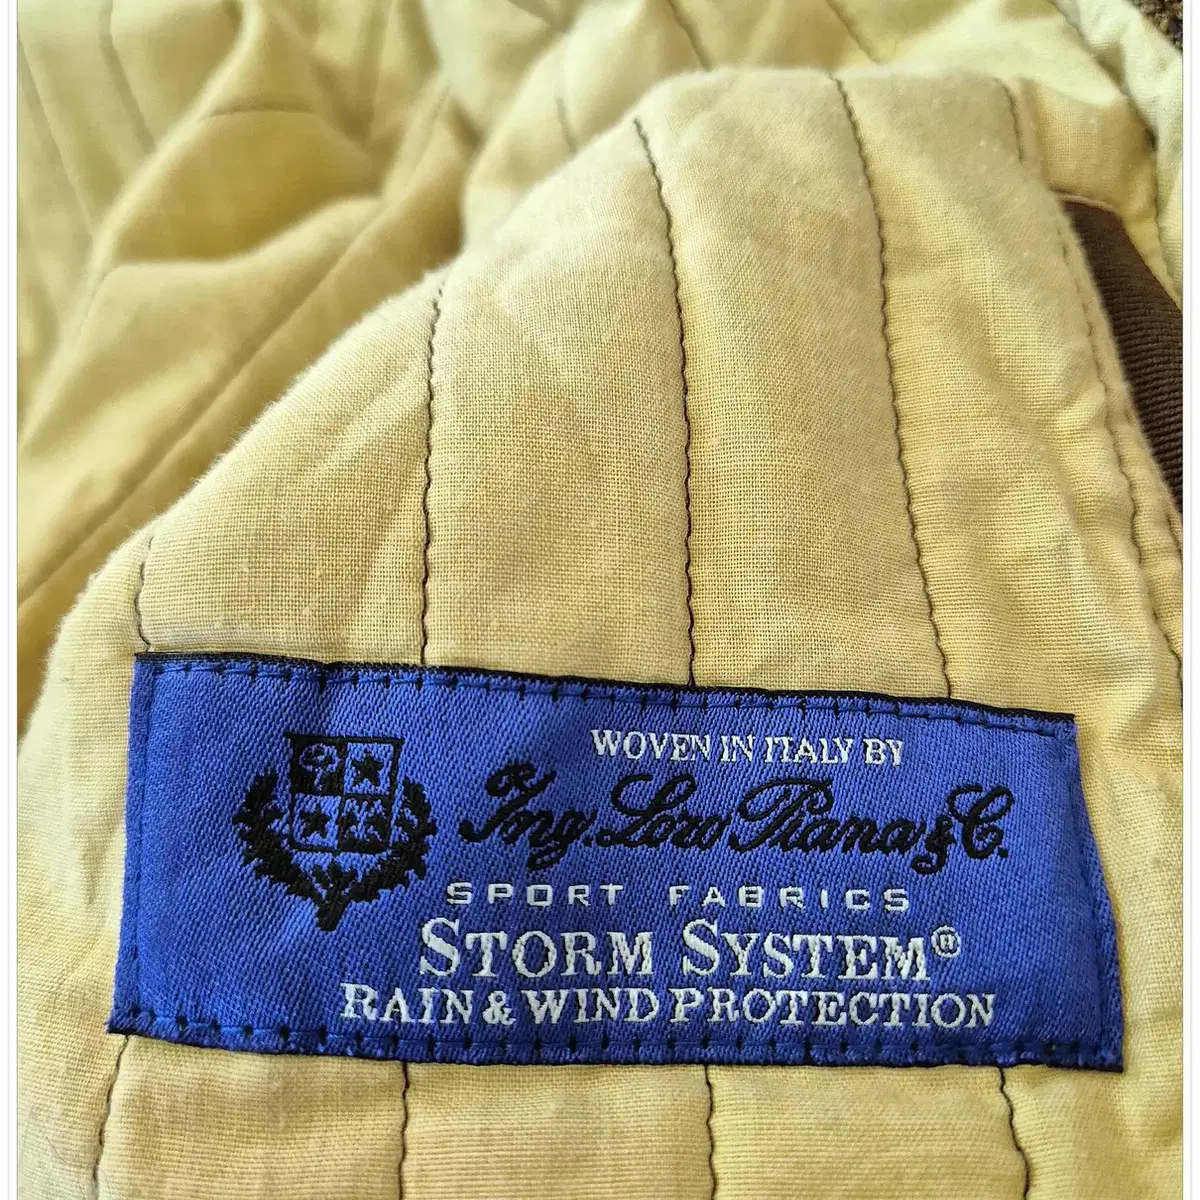 WOVEN IN ITALY BY
Ing. Loro Piana & C.
SPORT FABRICS
STORM SYSTEM®
RAIN & WIND PROTECTION